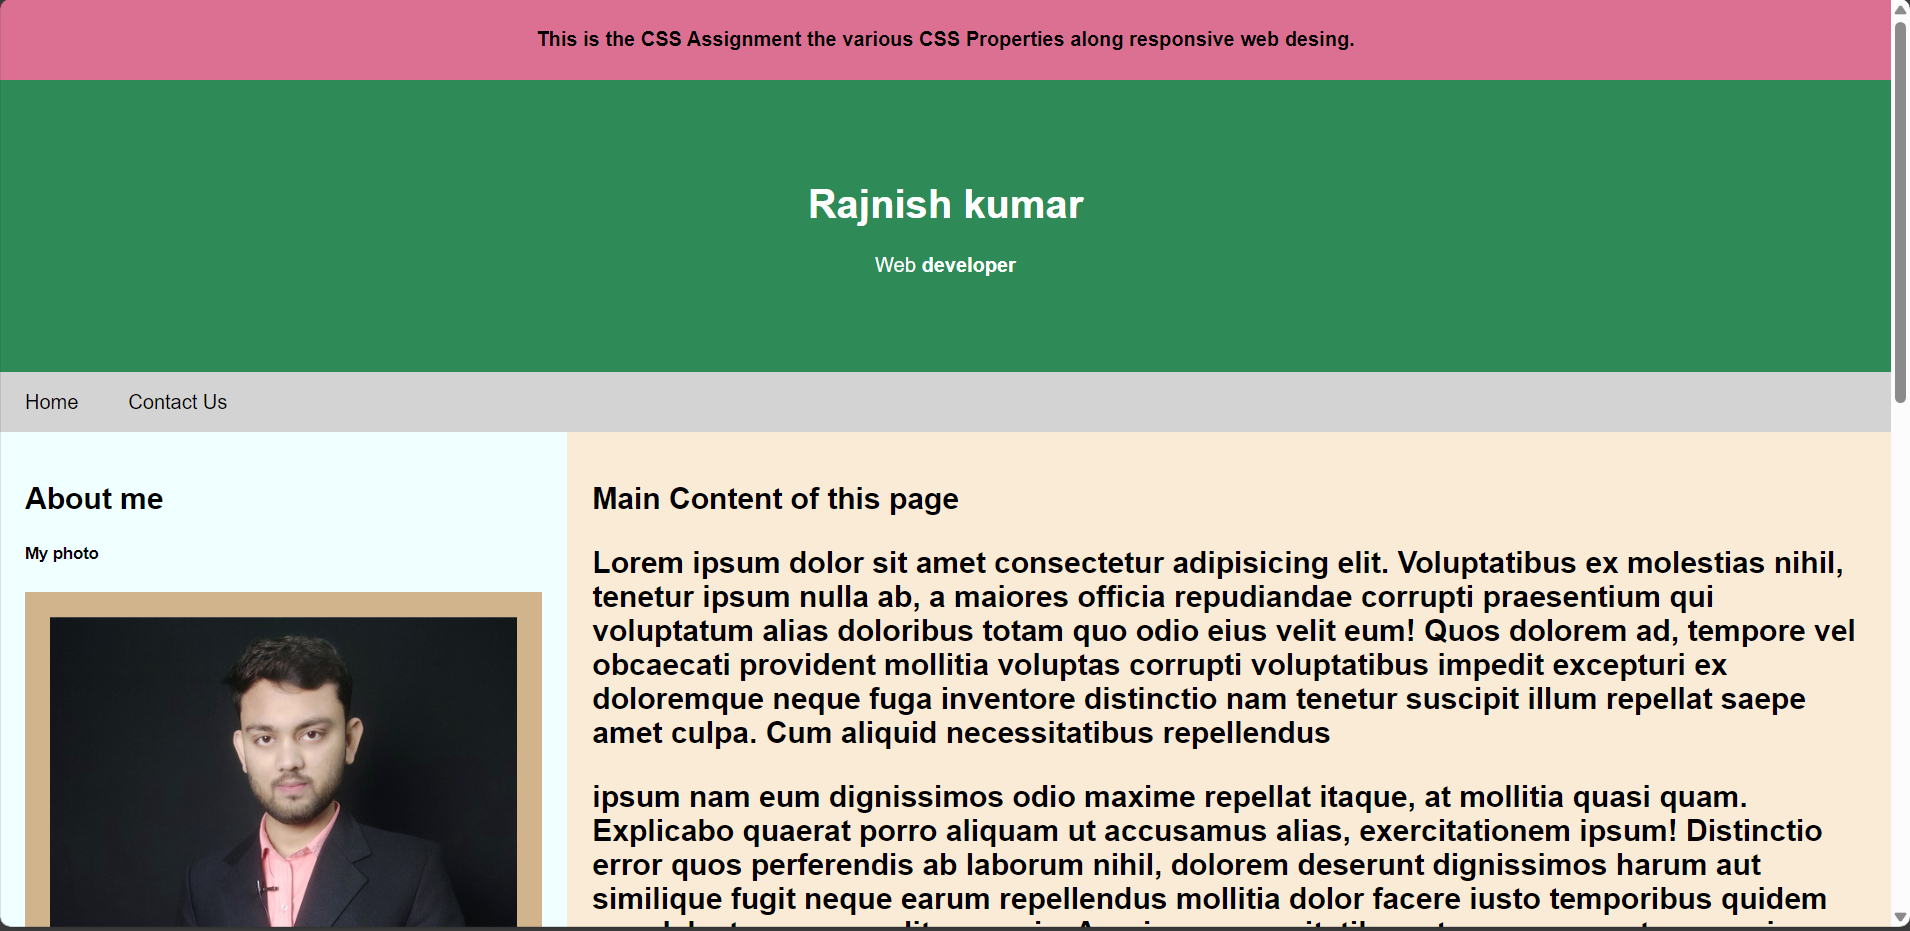 This is the CSS Assignment the various CSS Properties along responsive web desing.
Rajnish kumar
Web developer
Home Contact Us
About me
My photo
Main Content of this page
Lorem ipsum dolor sit amet consectetur adipisicing elit. Voluptatibus ex molestias nihil,
tenetur ipsum nulla ab, a maiores officia repudiandae corrupti praesentium qui
voluptatum alias doloribus totam quo odio eius velit eum! Quos dolorem ad, tempore vel
obcaecati provident mollitia voluptas corrupti voluptatibus impedit excepturi ex
doloremque neque fuga inventore distinctio nam tenetur suscipit illum repellat saepe
amet culpa. Cum aliquid necessitatibus repellendus
ipsum nam eum dignissimos odio maxime repellat itaque, at mollitia quasi quam.
Explicabo quaerat porro aliquam ut accusamus alias, exercitationem ipsum! Distinctio
error quos perferendis ab laborum nihil, dolorem deserunt dignissimos harum aut
similique fugit neque earum repellendus mollitia dolor facere iusto temporibus quidem